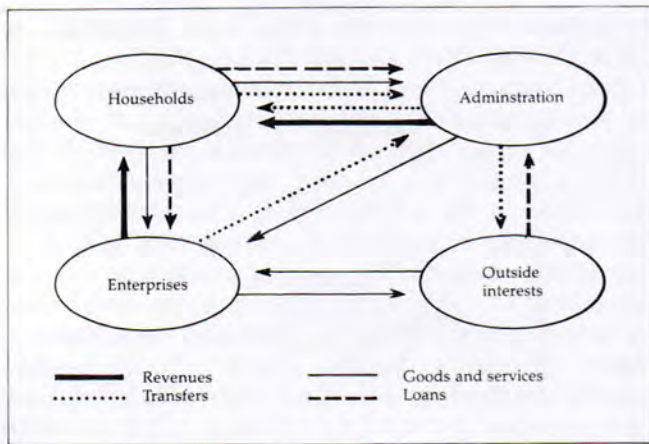 Households
Adminstration
Enterprises
Outside
interests
Revenues
Goods and services
Transfers
Loans